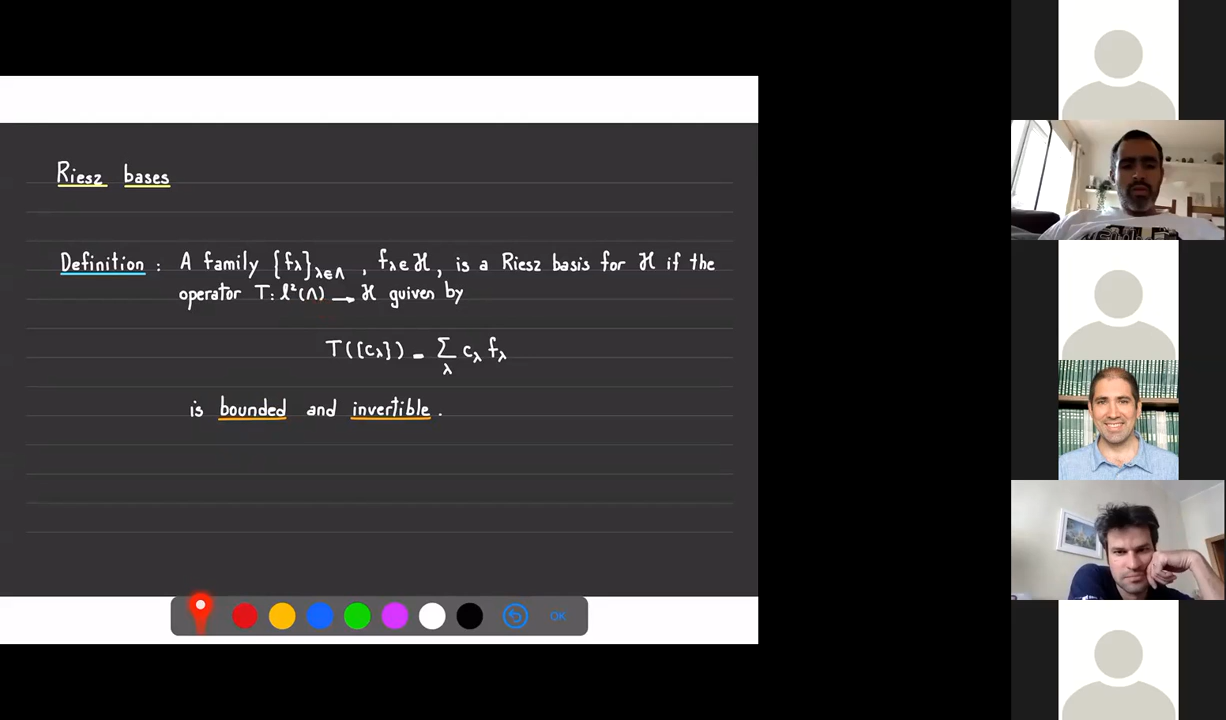 Riesz bases
Definition : A family {fλ}λ∈Λ , fλ∈ℋ, is a Riesz basis for ℋ if the
operator T: l²(Λ) → ℋ guiven by
T({cλ}) = ∑λ cλ fλ
is bounded and invertible .
OK